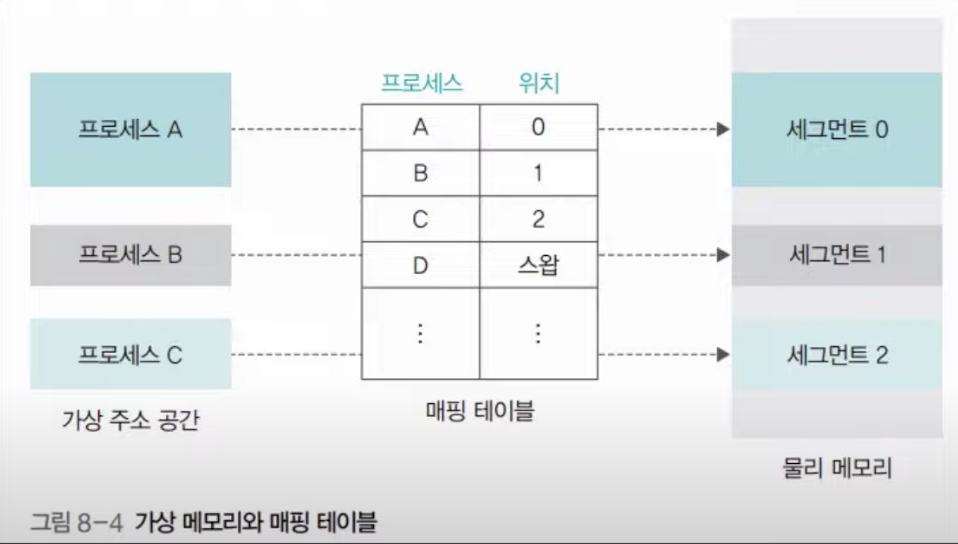 프로세스 위치
프로세스 A
A 0
세그먼트 0
B 1
C 2
프로세스 B
D 스왑
세그먼트 1
⋮ ⋮
프로세스 C
세그먼트 2
가상 주소 공간
매핑 테이블
물리 메모리
그림 8-4 가상 메모리와 매핑 테이블